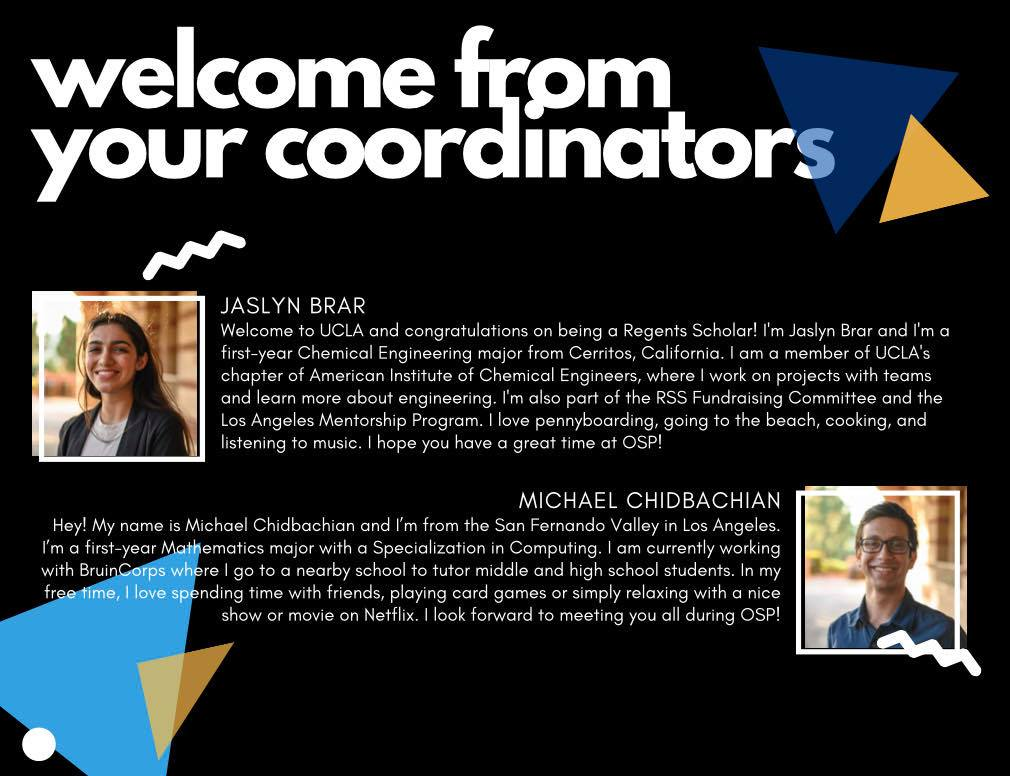 welcome from
your coordinators
JASLYN BRAR
Welcome to UCLA and congratulations on being a Regents Scholar! I'm Jaslyn Brar and I'm a
first-year Chemical Engineering major from Cerritos, California. I am a member of UCLA's
chapter of American Institute of Chemical Engineers, where I work on projects with teams
and learn more about engineering. I'm also part of the RSS Fundraising Committee and the
Los Angeles Mentorship Program. I love pennyboarding, going to the beach, cooking, and
listening to music. I hope you have a great time at OSP!
MICHAEL CHIDBACHIAN
Hey! My name is Michael Chidbachian and I’m from the San Fernando Valley in Los Angeles.
I’m a first-year Mathematics major with a Specialization in Computing. I am currently working
with BruinCorps where I go to a nearby school to tutor middle and high school students. In my
free time, I love spending time with friends, playing card games or simply relaxing with a nice
show or movie on Netflix. I look forward to meeting you all during OSP!